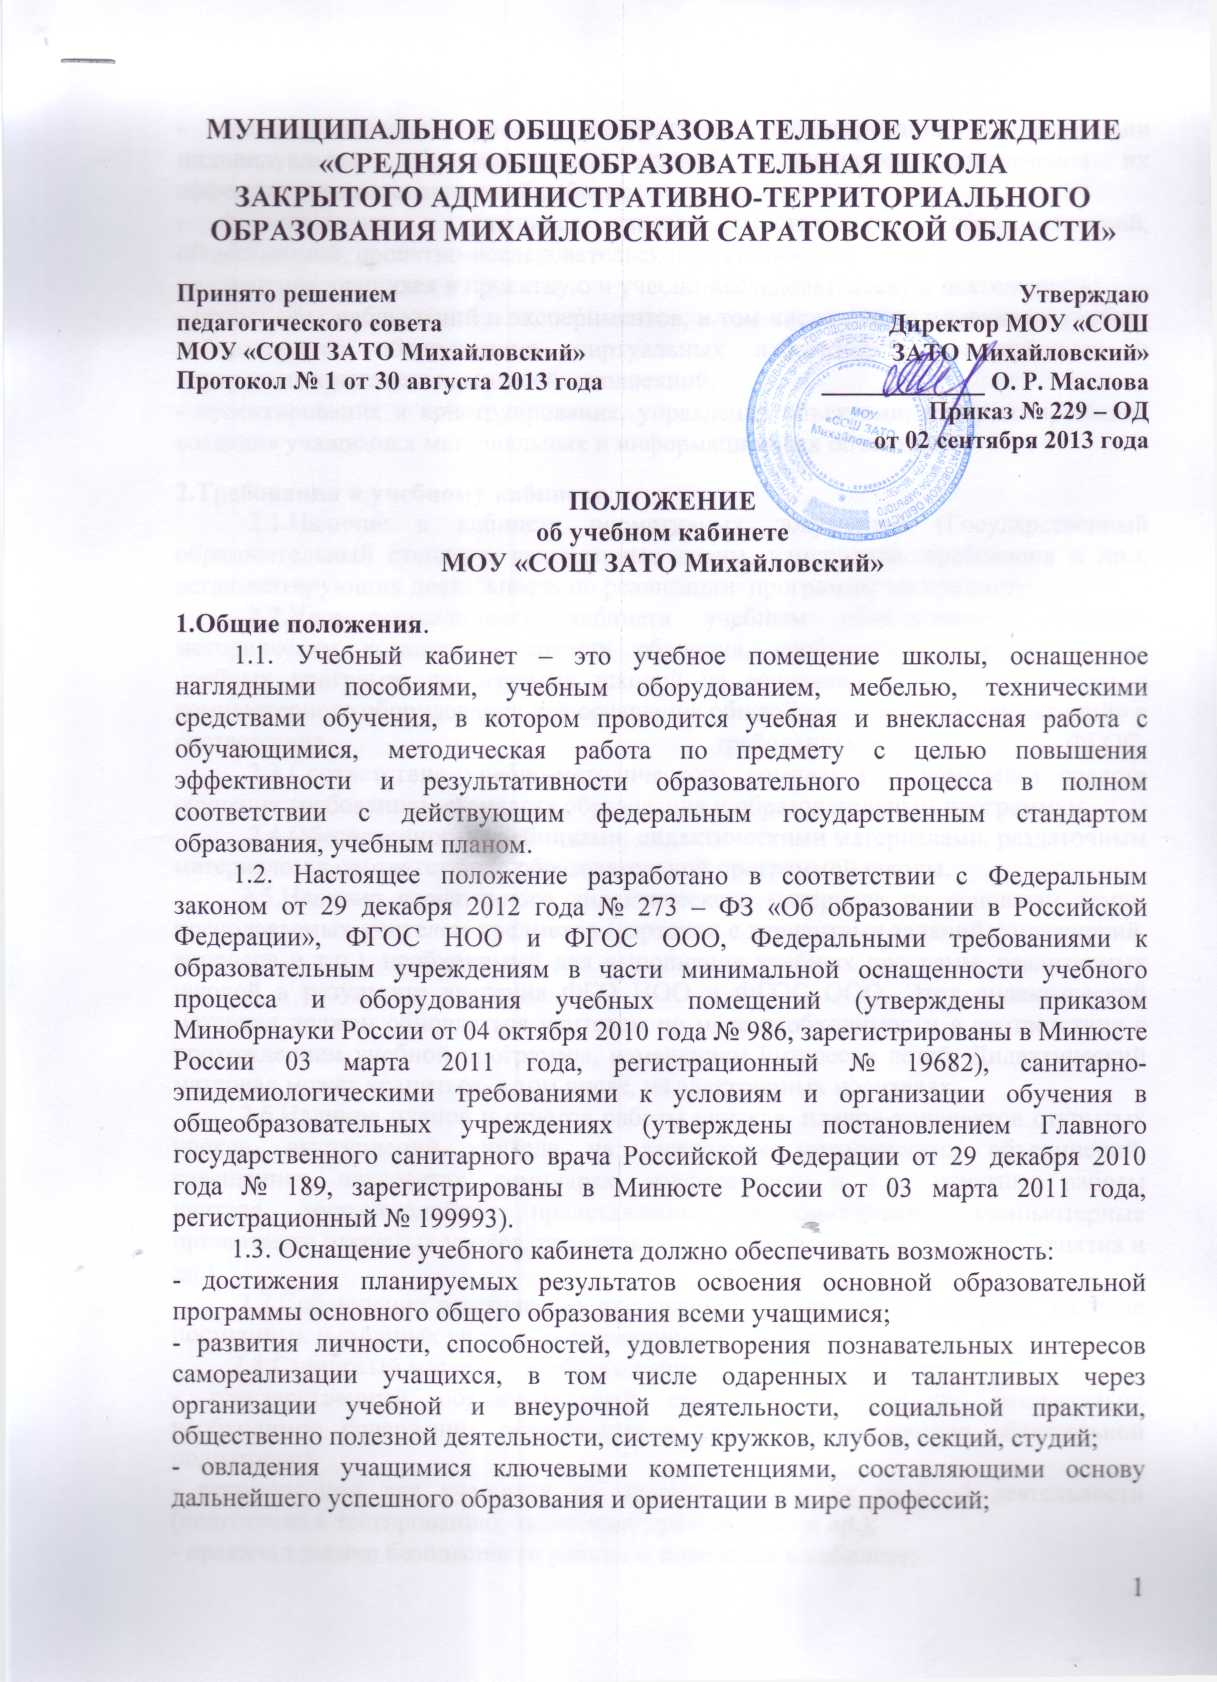 МУНИЦИПАЛЬНОЕ ОБЩЕОБРАЗОВАТЕЛЬНОЕ УЧРЕЖДЕНИЕ
«СРЕДНЯЯ ОБЩЕОБРАЗОВАТЕЛЬНАЯ ШКОЛА
ЗАКРЫТОГО АДМИНИСТРАТИВНО-ТЕРРИТОРИАЛЬНОГО
ОБРАЗОВАНИЯ МИХАЙЛОВСКИЙ САРАТОВСКОЙ ОБЛАСТИ»
Принято решением
педагогического совета
МОУ «СОШ ЗАТО Михайловский»
Протокол № 1 от 30 августа 2013 года
Утверждаю
Директор МОУ «СОШ
ЗАТО Михайловский»
О. Р. Маслова
Приказ № 229 – ОД
от 02 сентября 2013 года
МОУ
«СОШ ЗАТО
Михайловский»
ПОЛОЖЕНИЕ
об учебном кабинете
МОУ «СОШ ЗАТО Михайловский»
1.Общие положения.
1.1. Учебный кабинет – это учебное помещение школы, оснащенное
наглядными пособиями, учебным оборудованием, мебелью, техническими
средствами обучения, в котором проводится учебная и внеклассная работа с
обучающимися, методическая работа по предмету с целью повышения
эффективности и результативности образовательного процесса в полном
соответствии с действующим федеральным государственным стандартом
образования, учебным планом.
1.2. Настоящее положение разработано в соответствии с Федеральным
законом от 29 декабря 2012 года № 273 – ФЗ «Об образовании в Российской
Федерации», ФГОС НОО и ФГОС ООО, Федеральными требованиями к
образовательным учреждениям в части минимальной оснащенности учебного
процесса и оборудования учебных помещений (утверждены приказом
Минобрнауки России от 04 октября 2010 года № 986, зарегистрированы в Минюсте
России 03 марта 2011 года, регистрационный № 19682), санитарно-
эпидемиологическими требованиями к условиям и организации обучения в
общеобразовательных учреждениях (утверждены постановлением Главного
государственного санитарного врача Российской Федерации от 29 декабря 2010
года № 189, зарегистрированы в Минюсте России от 03 марта 2011 года,
регистрационный № 199993).
1.3. Оснащение учебного кабинета должно обеспечивать возможность:
- достижения планируемых результатов освоения основной образовательной
программы основного общего образования всеми учащимися;
- развития личности, способностей, удовлетворения познавательных интересов
самореализации учащихся, в том числе одаренных и талантливых через
организации учебной и внеурочной деятельности, социальной практики,
общественно полезной деятельности, систему кружков, клубов, секций, студий;
- овладения учащимися ключевыми компетенциями, составляющими основу
дальнейшего успешного образования и ориентации в мире профессий;
1